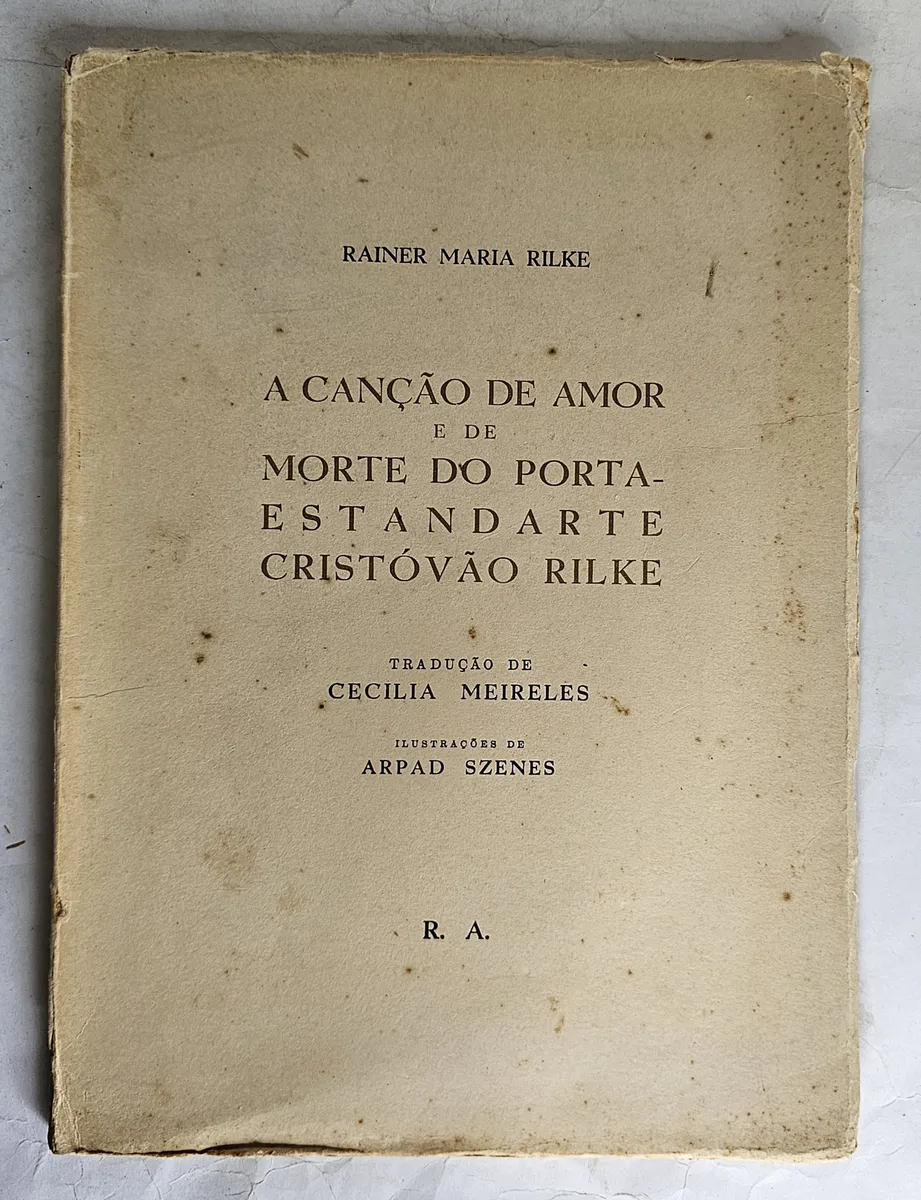 RAINER MARIA RILKE
A CANÇÃO DE AMOR
E DE
MORTE DO PORTA-
ESTANDARTE
CRISTÓVÃO RILKE
TRADUÇÃO DE
CECILIA MEIRELES
ILUSTRAÇÕES DE
ARPAD SZENES
R. A.